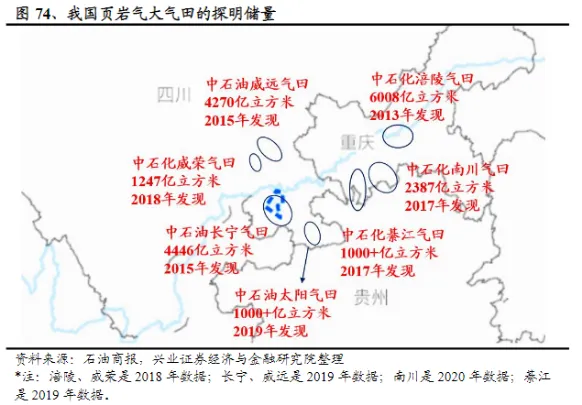 图 74、我国页岩气大气田的探明储量
四川
中石油威远气田
4270亿立方米
2015年发现
中石化涪陵气田
6008亿立方米
2013年发现
重庆
中石化威荣气田
1247亿立方米
2018年发现
中石化南川气田
2387亿立方米
2017年发现
中石油长宁气田
4446亿立方米
2015年发现
中石化綦江气田
1000+亿立方米
2017年发现
中石油太阳气田
1000+亿立方米
2019年发现
贵州
资料来源：石油商报，兴业证券经济与金融研究院整理
*注：涪陵、威荣是 2018 年数据；长宁、威远是 2019 年数据；南川是 2020 年数据；綦江
是 2019 年数据。